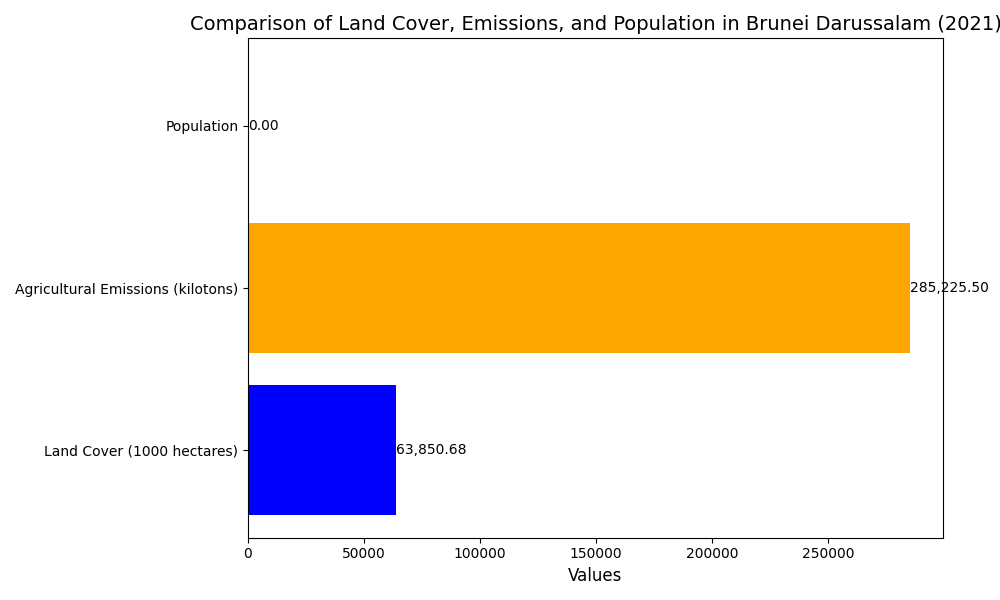 Comparison of Land Cover, Emissions, and Population in Brunei Darussalam (2021)
Population
0.00
Agricultural Emissions (kilotons)
285,225.50
Land Cover (1000 hectares)
63,850.68
0 50000 100000 150000 200000 250000
Values